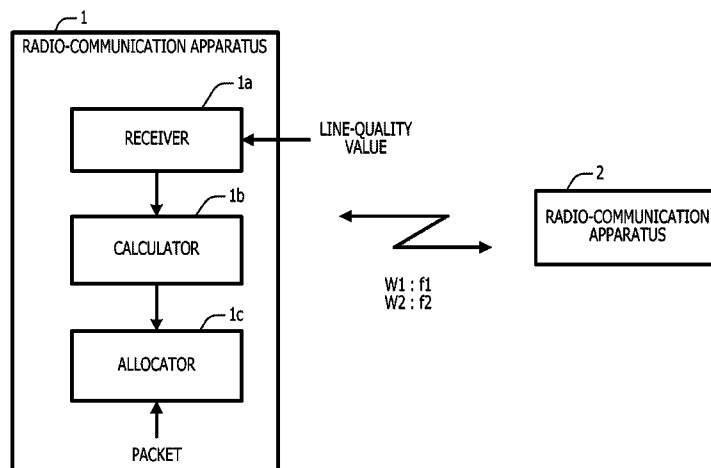 1
RADIO-COMMUNICATION APPARATUS
1a
RECEIVER
LINE-QUALITY
VALUE
1b
CALCULATOR
1c
ALLOCATOR
PACKET
W1 : f1
W2 : f2
2
RADIO-COMMUNICATION
APPARATUS